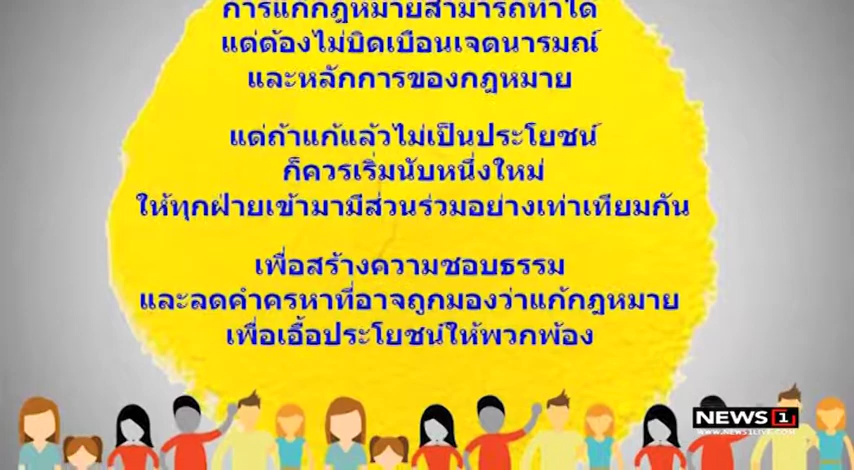 การแก้กฎหมายสามารถทำได้
แต่ต้องไม่บิดเบือนเจตนารมณ์
และหลักการของกฎหมาย
แต่ถ้าแก้แล้วไม่เป็นประโยชน์
ก็ควรเริ่มนับหนึ่งใหม่
ให้ทุกฝ่ายเข้ามามีส่วนร่วมอย่างเท่าเทียมกัน
เพื่อสร้างความชอบธรรม
และลดคำครหาที่อาจถูกมองว่าแก้กฎหมาย
เพื่อเอื้อประโยชน์ให้พวกพ้อง
NEWS 1
WWW.NEWS1LIVE.COM